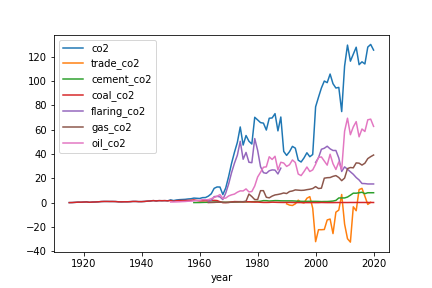 co2
trade_co2
cement_co2
coal_co2
flaring_co2
gas_co2
oil_co2
120
100
80
60
40
20
0
−20
−40
1920 1940 1960 1980 2000 2020
year